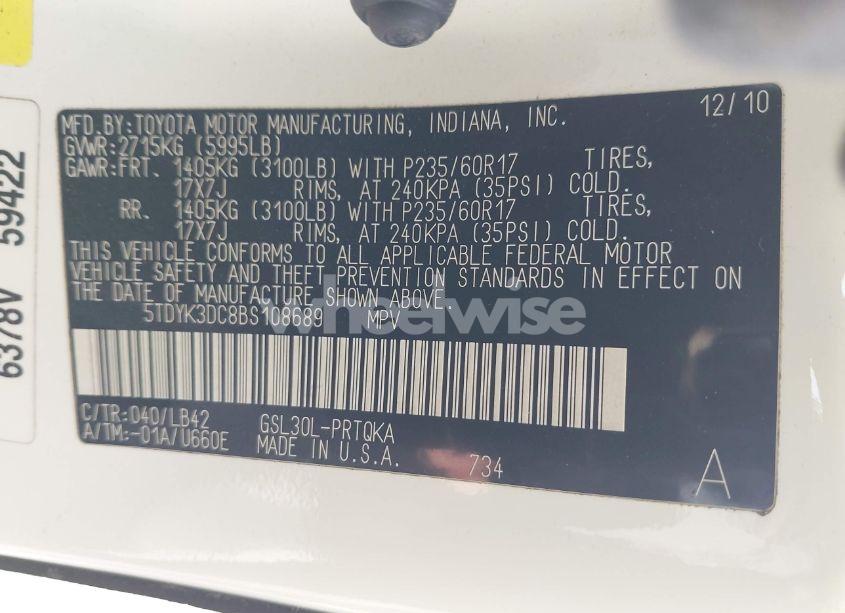 12/10
MFD.BY:TOYOTA MOTOR MANUFACTURING, INDIANA, INC.
GVWR:2715KG (5995LB)
GAWR:FRT. 1405KG (3100LB) WITH P235/60R17 TIRES,
17X7J RIMS, AT 240KPA (35PSI) COLD.
RR. 1405KG (3100LB) WITH P235/60R17 TIRES,
17X7J RIMS, AT 240KPA (35PSI) COLD.
THIS VEHICLE CONFORMS TO ALL APPLICABLE FEDERAL MOTOR
VEHICLE SAFETY AND THEFT PREVENTION STANDARDS IN EFFECT ON
THE DATE OF MANUFACTURE SHOWN ABOVE.
5TDYK3DC8BS108689 MPV
wheelwise
C/TR:040/LB42 GSL30L-PRTQKA
A/TM:-01A/U660E MADE IN U.S.A. 734
A
6378V 59422